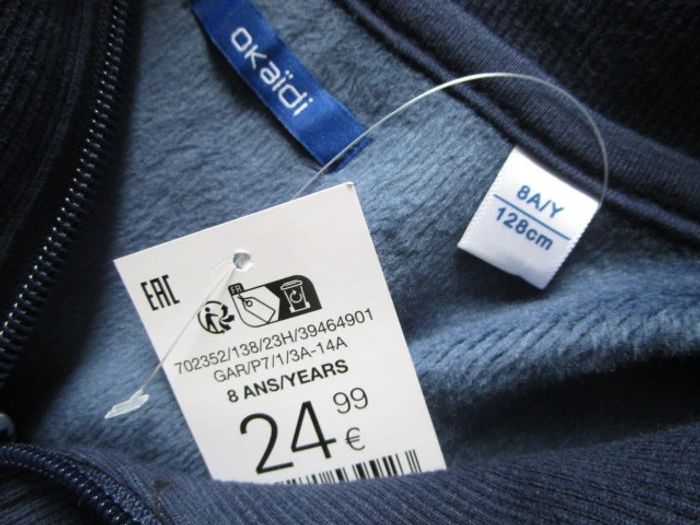 oKaïdi
8A/Y
128cm
EAC
FR
702352/138/23H/39464901
GAR/P7/1/3A-14A
8 ANS/YEARS
24,99
€